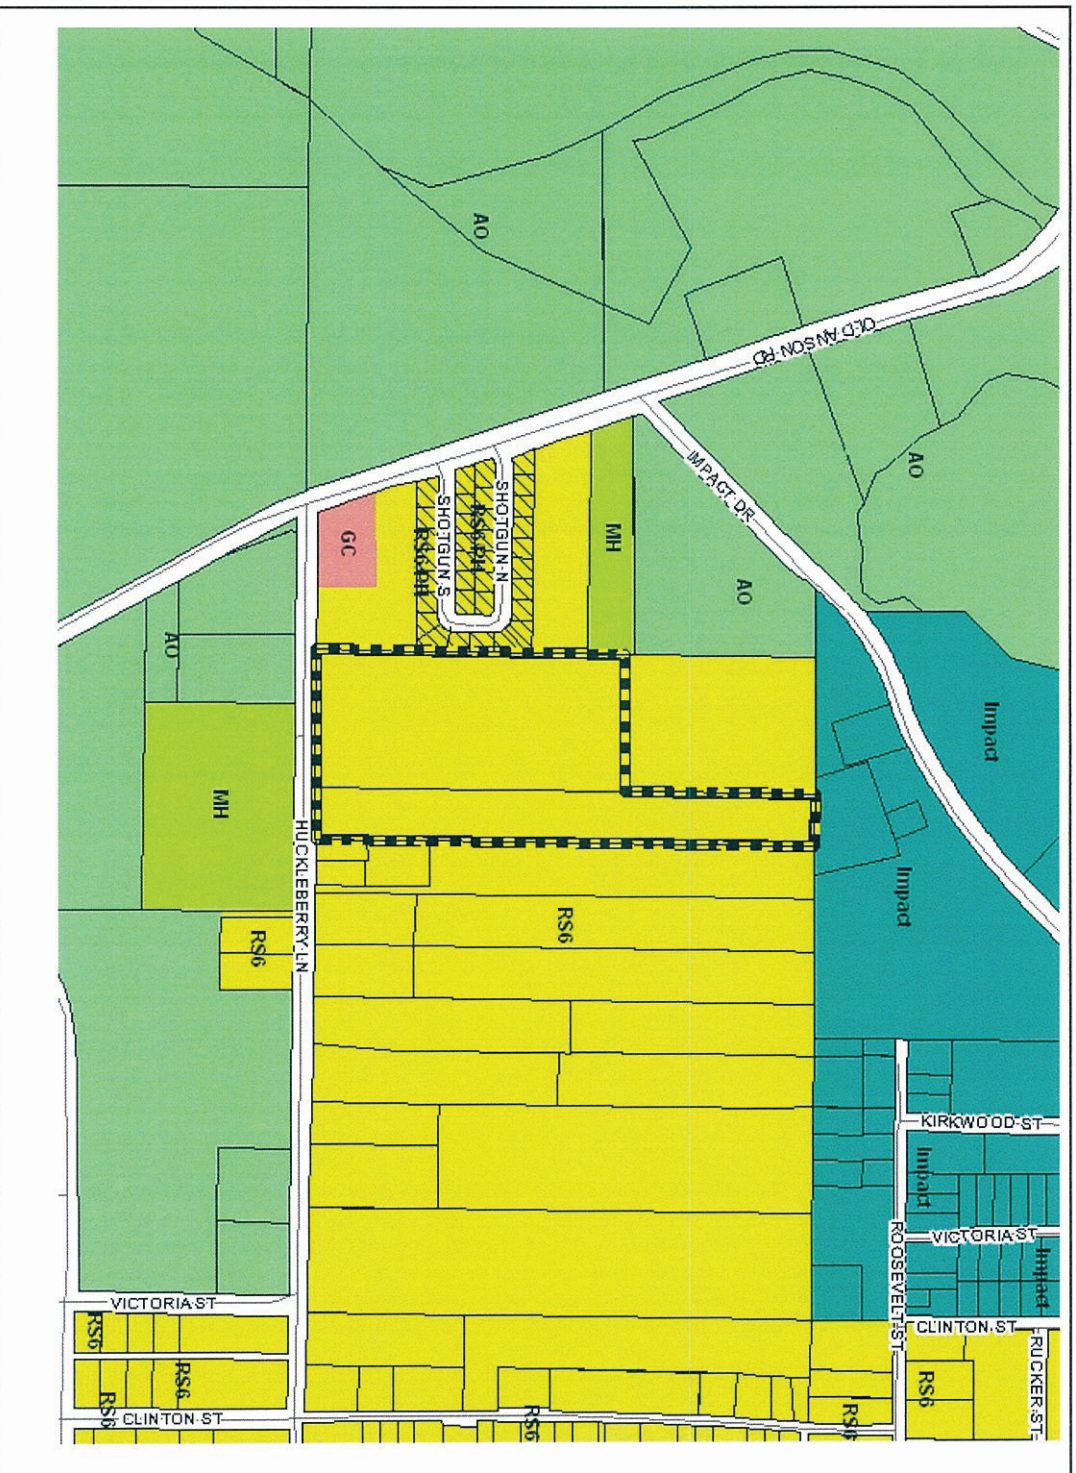 AO
OLD ANSON RD
AO
IMPACT DR
SHOTGUN N
SHOTGUN S
RS6-PH
RS6-PH
MH
GC
AO
AO
Impact
MH
HUCKLEBERRY LN
Impact
RS6
RS6
KIRKWOOD ST
Impact
VICTORIA ST
Impact
ROOSEVELT ST
VICTORIA ST
CLINTON ST
RUCKER ST
RS6
RS6
RS6
RS6
CLINTON ST
RS6
RS6